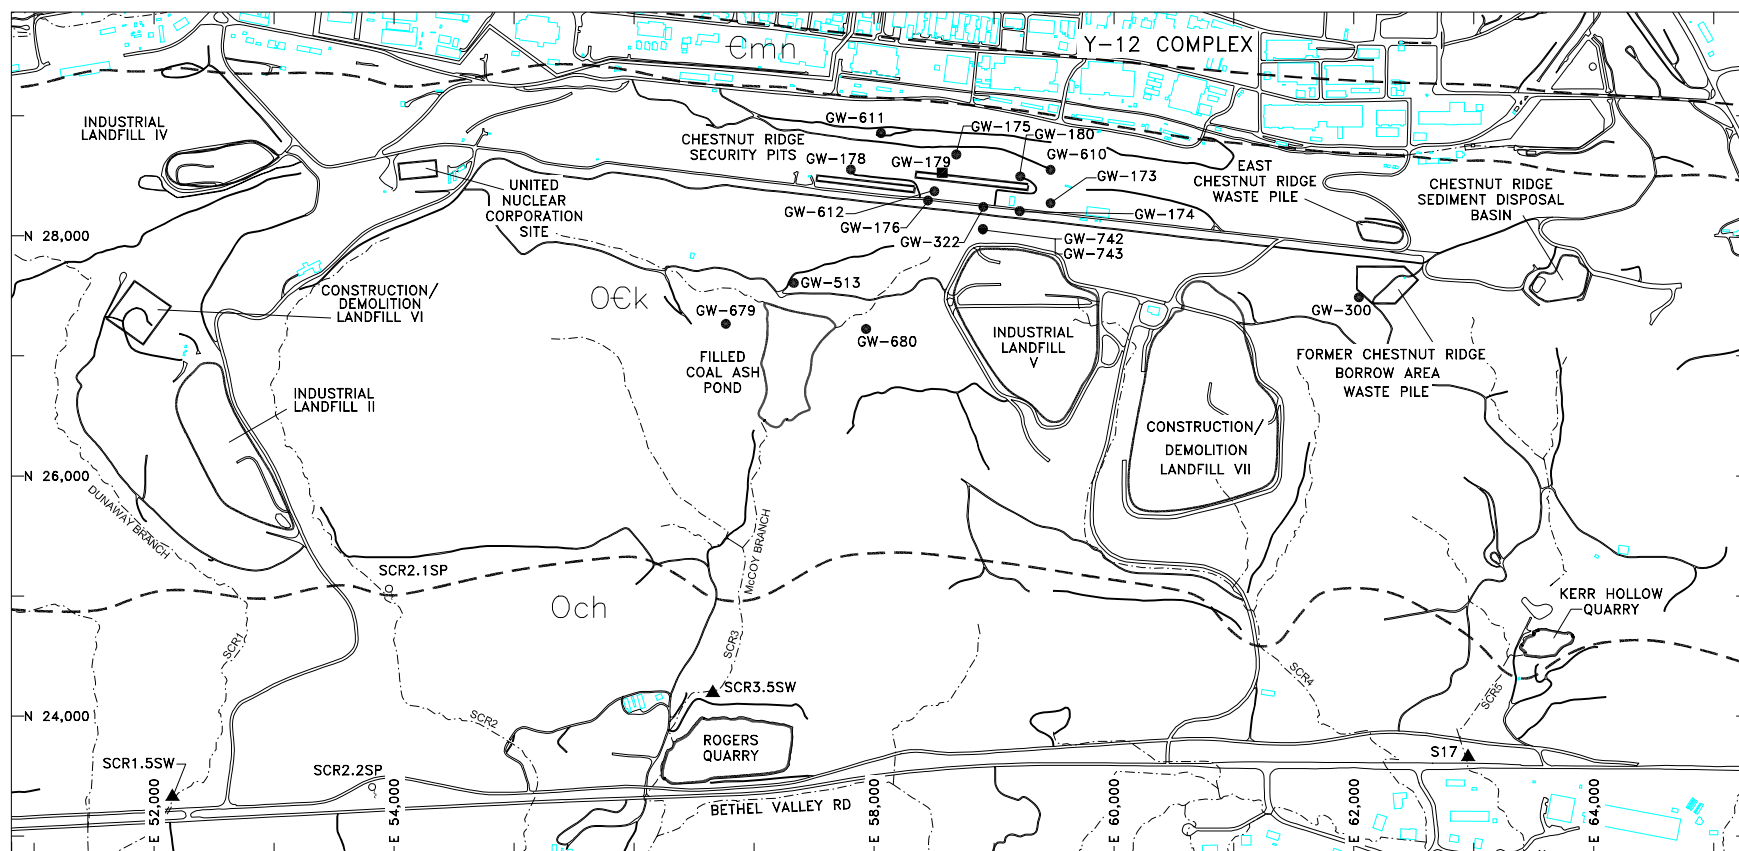 Y-12 COMPLEX
€mn
INDUSTRIAL
LANDFILL IV
GW-611
CHESTNUT RIDGE
SECURITY PITS
GW-175
GW-180
GW-178
GW-179
GW-610
EAST
CHESTNUT RIDGE
WASTE PILE
GW-173
CHESTNUT RIDGE
SEDIMENT DISPOSAL
BASIN
UNITED
NUCLEAR
CORPORATION
SITE
GW-612
GW-176
GW-174
GW-322
GW-742
GW-743
N 28,000
CONSTRUCTION/
DEMOLITION
LANDFILL VI
O€k
GW-513
GW-679
GW-680
GW-300
INDUSTRIAL
LANDFILL
V
FILLED
COAL ASH
POND
FORMER CHESTNUT RIDGE
BORROW AREA
WASTE PILE
INDUSTRIAL
LANDFILL II
CONSTRUCTION/
DEMOLITION
LANDFILL VII
N 26,000
DUNAWAY BRANCH
McCOY BRANCH
SCR2.1SP
Och
KERR HOLLOW
QUARRY
SCR1
SCR3
SCR4
SCR5
SCR3.5SW
SCR2
N 24,000
ROGERS
QUARRY
S17
SCR1.5SW
SCR2.2SP
BETHEL VALLEY RD
E 52,000
E 54,000
E 58,000
E 60,000
E 62,000
E 64,000